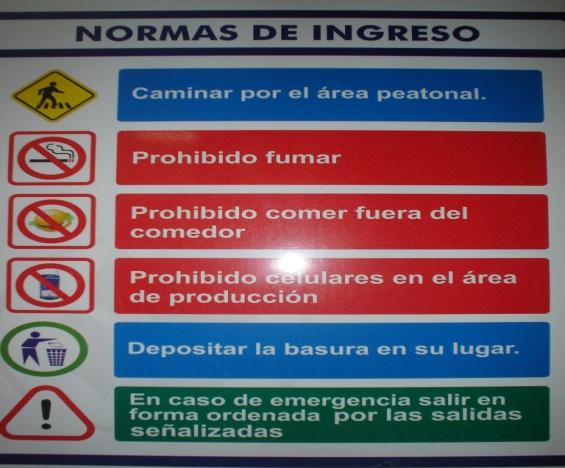 NORMAS DE INGRESO
Caminar por el área peatonal.
Prohibido fumar
Prohibido comer fuera del
comedor
Prohibido celulares en el área
de producción
Depositar la basura en su lugar.
En caso de emergencia salir en
forma ordenada por las salidas
señalizadas